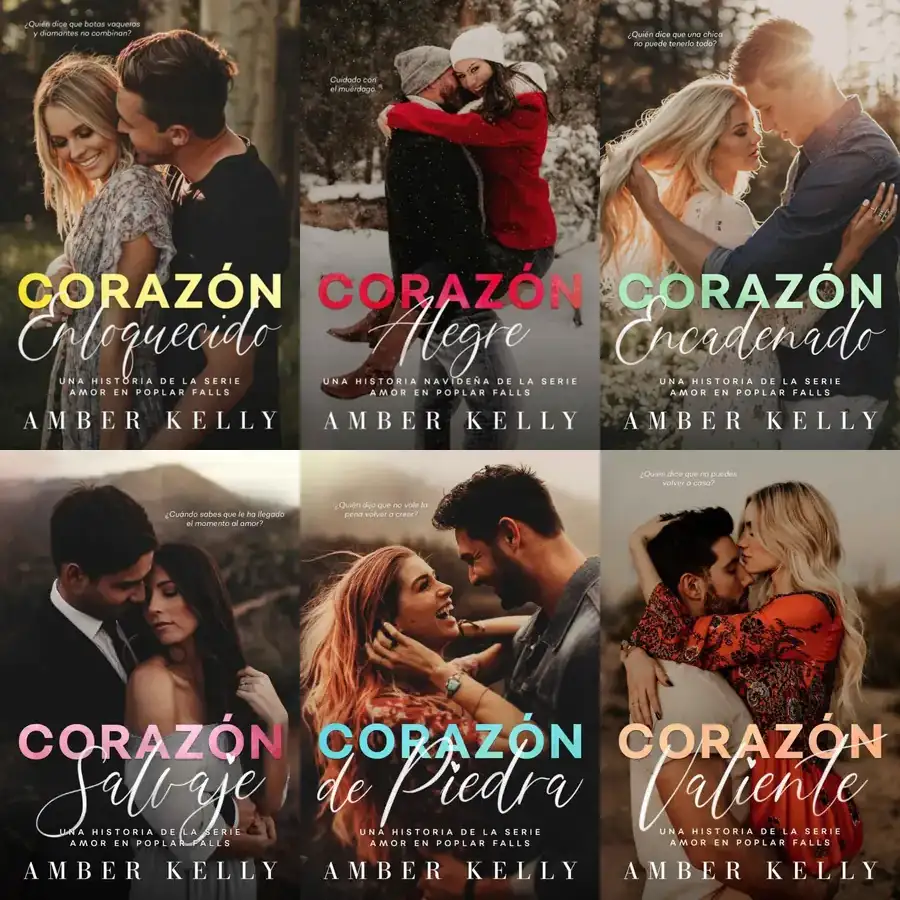 ¿Quién dice que botas vaqueras
y diamantes no combinan?
CORAZÓN
Enloquecido
UNA HISTORIA DE LA SERIE
AMOR EN POPLAR FALLS
AMBER KELLY
Cuidado con
el muérdago.
CORAZÓN
Alegre
UNA HISTORIA NAVIDEÑA DE LA SERIE
AMOR EN POPLAR FALLS
AMBER KELLY
¿Quién dice que una chica
no puede tenerlo todo?
CORAZÓN
Encadenado
UNA HISTORIA DE LA SERIE
AMOR EN POPLAR FALLS
AMBER KELLY
¿Cuándo sabes que le ha llegado
el momento al amor?
CORAZÓN
Salvaje
UNA HISTORIA DE LA SERIE
AMOR EN POPLAR FALLS
AMBER KELLY
¿Quién dijo que no vale la
pena volver a creer?
CORAZÓN
de Piedra
UNA HISTORIA DE LA SERIE
AMOR EN POPLAR FALLS
AMBER KELLY
¿Quién dice que no puedes
volver a casa?
CORAZÓN
Valiente
UNA HISTORIA DE LA SERIE
AMOR EN POPLAR FALLS
AMBER KELLY